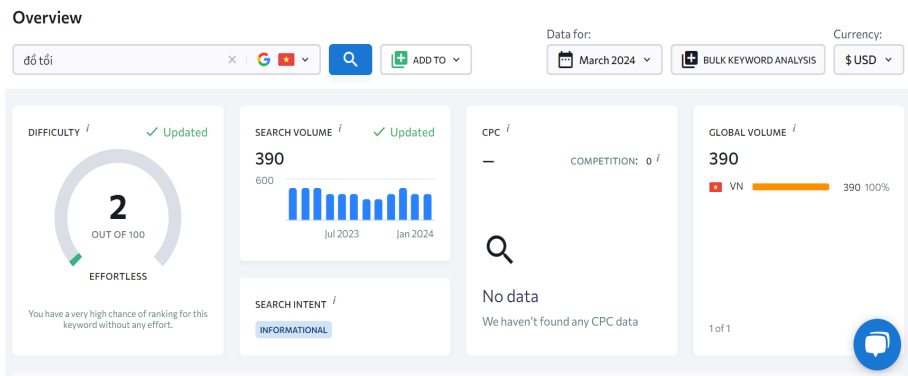 Overview
Data for:
Currency:
đồ tồi
ADD TO
March 2024
BULK KEYWORD ANALYSIS
$ USD
DIFFICULTY i
Updated
2
OUT OF 100
EFFORTLESS
You have a very high chance of ranking for this
keyword without any effort.
SEARCH VOLUME i
Updated
390
600
Jul 2023
Jan 2024
SEARCH INTENT i
INFORMATIONAL
CPC i
–
COMPETITION: 0 i
No data
We haven't found any CPC data
GLOBAL VOLUME i
390
VN
390 100%
1 of 1